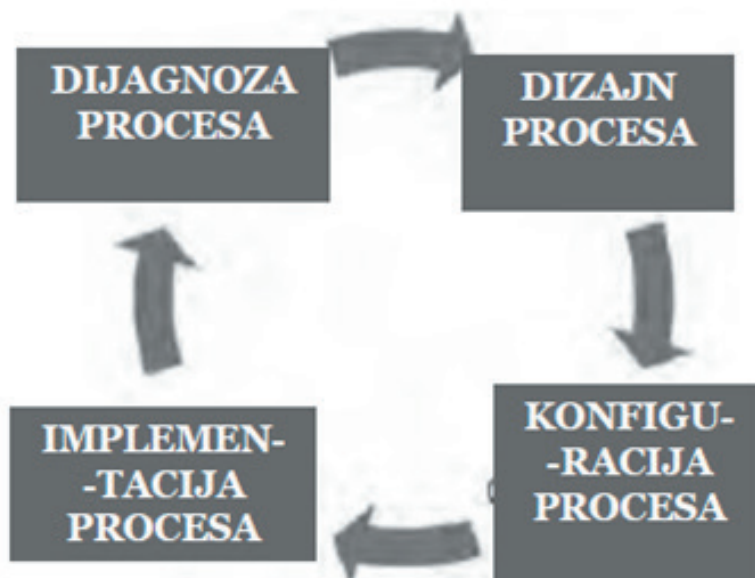 DIJAGNOZA
PROCESA
DIZAJN
PROCESA
KONFIGU-
-RACIJA
PROCESA
IMPLEMEN-
-TACIJA
PROCESA